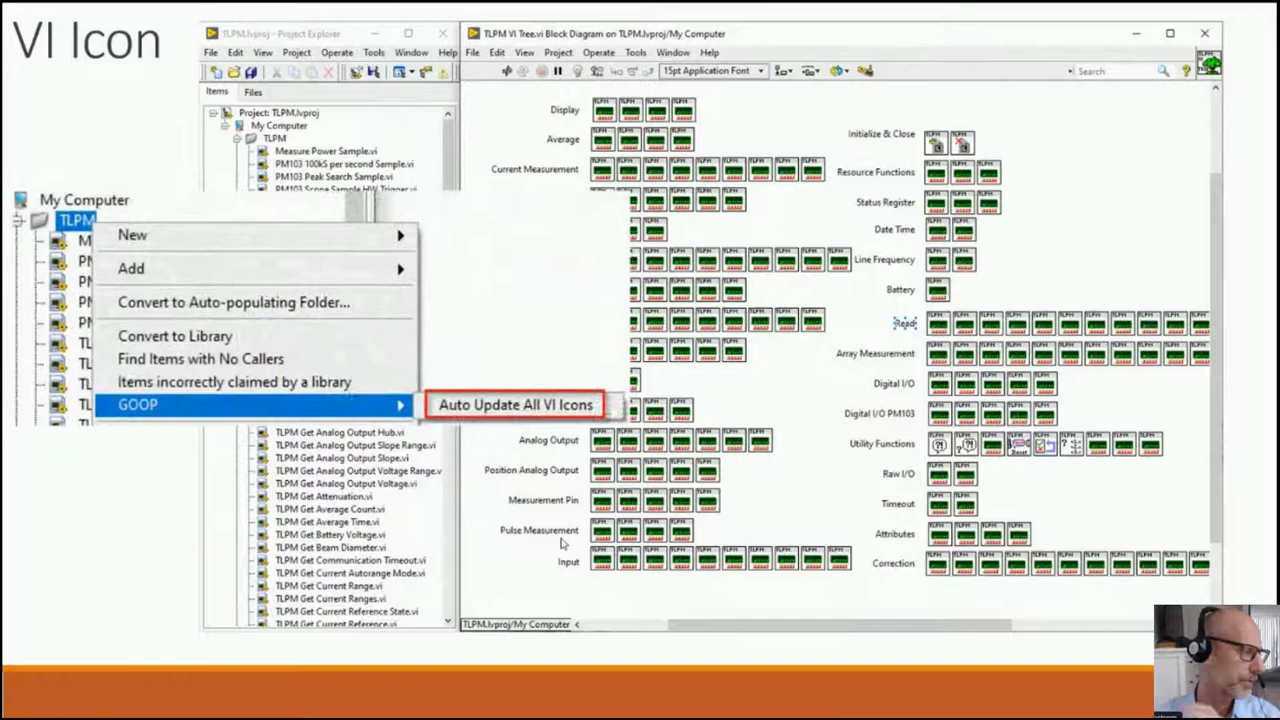 VI Icon
TLPM.lvproj - Project Explorer
File Edit View Project Operate Tools Window Help
Items Files
Project: TLPM.lvproj
My Computer
TLPM
Measure Power Sample.vi
PM103 100kS per second Sample.vi
PM103 Peak Search Sample.vi
PM103 Scope Sample HW Trigger.vi
My Computer
TLPM
New
Add
Convert to Auto-populating Folder...
Convert to Library
Find Items with No Callers
Items incorrectly claimed by a library
GOOP
Auto Update All VI Icons
TLPM Get Analog Output Hub.vi
TLPM Get Analog Output Slope Range.vi
TLPM Get Analog Output Slope.vi
TLPM Get Analog Output Voltage Range.v
TLPM Get Analog Output Voltage.vi
TLPM Get Attenuation.vi
TLPM Get Average Count.vi
TLPM Get Average Time.vi
TLPM Get Battery Voltage.vi
TLPM Get Beam Diameter.vi
TLPM Get Communication Timeout.vi
TLPM Get Current Autorange Mode.vi
TLPM Get Current Range.vi
TLPM Get Current Ranges.vi
TLPM Get Current Reference State.vi
TLPM Get Current Reference.vi
TLPM VI Tree.vi Block Diagram on TLPM.lvproj/My Computer
File Edit View Project Operate Tools Window Help
15pt Application Font
Search
Display
Average
Current Measurement
Analog Output
Position Analog Output
Measurement Pin
Pulse Measurement
Input
Initialize & Close
Resource Functions
Status Register
Date Time
Line Frequency
Battery
Read
Array Measurement
Digital I/O
Digital I/O PM103
Utility Functions
Raw I/O
Timeout
Attributes
Correction
TLPM.lvproj/My Computer